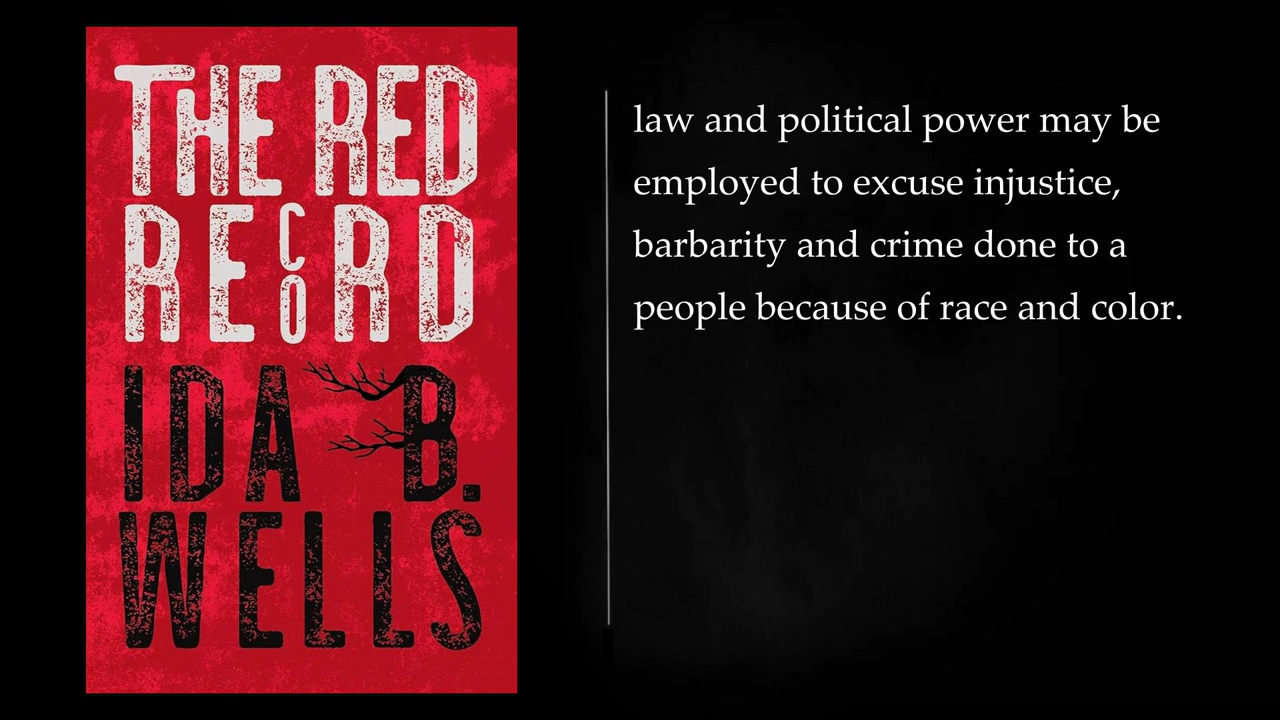 THE RED
RECORD
IDA B.
WELLS
law and political power may be
employed to excuse injustice,
barbarity and crime done to a
people because of race and color.